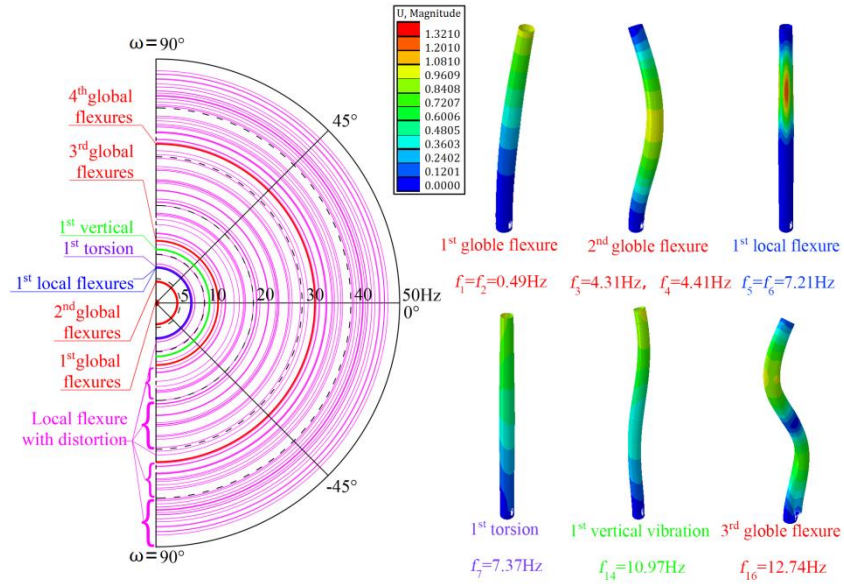 ω=90°
4th global
flexures
3rd global
flexures
1st vertical
1st torsion
1st local flexures
2nd global
flexures
1st global
flexures
Local flexure
with distortion
ω=90°
45°
5 10 20 30 40 50Hz
0°
-45°
U, Magnitude
1.3210
1.2010
1.0810
0.9609
0.8408
0.7207
0.6006
0.4805
0.3603
0.2402
0.1201
0.0000
1st globle flexure
f1=f2=0.49Hz
2nd globle flexure
f3=4.31Hz, f4=4.41Hz
1st local flexure
f5=f6=7.21Hz
1st torsion
f7=7.37Hz
1st vertical vibration
f14=10.97Hz
3rd globle flexure
f16=12.74Hz